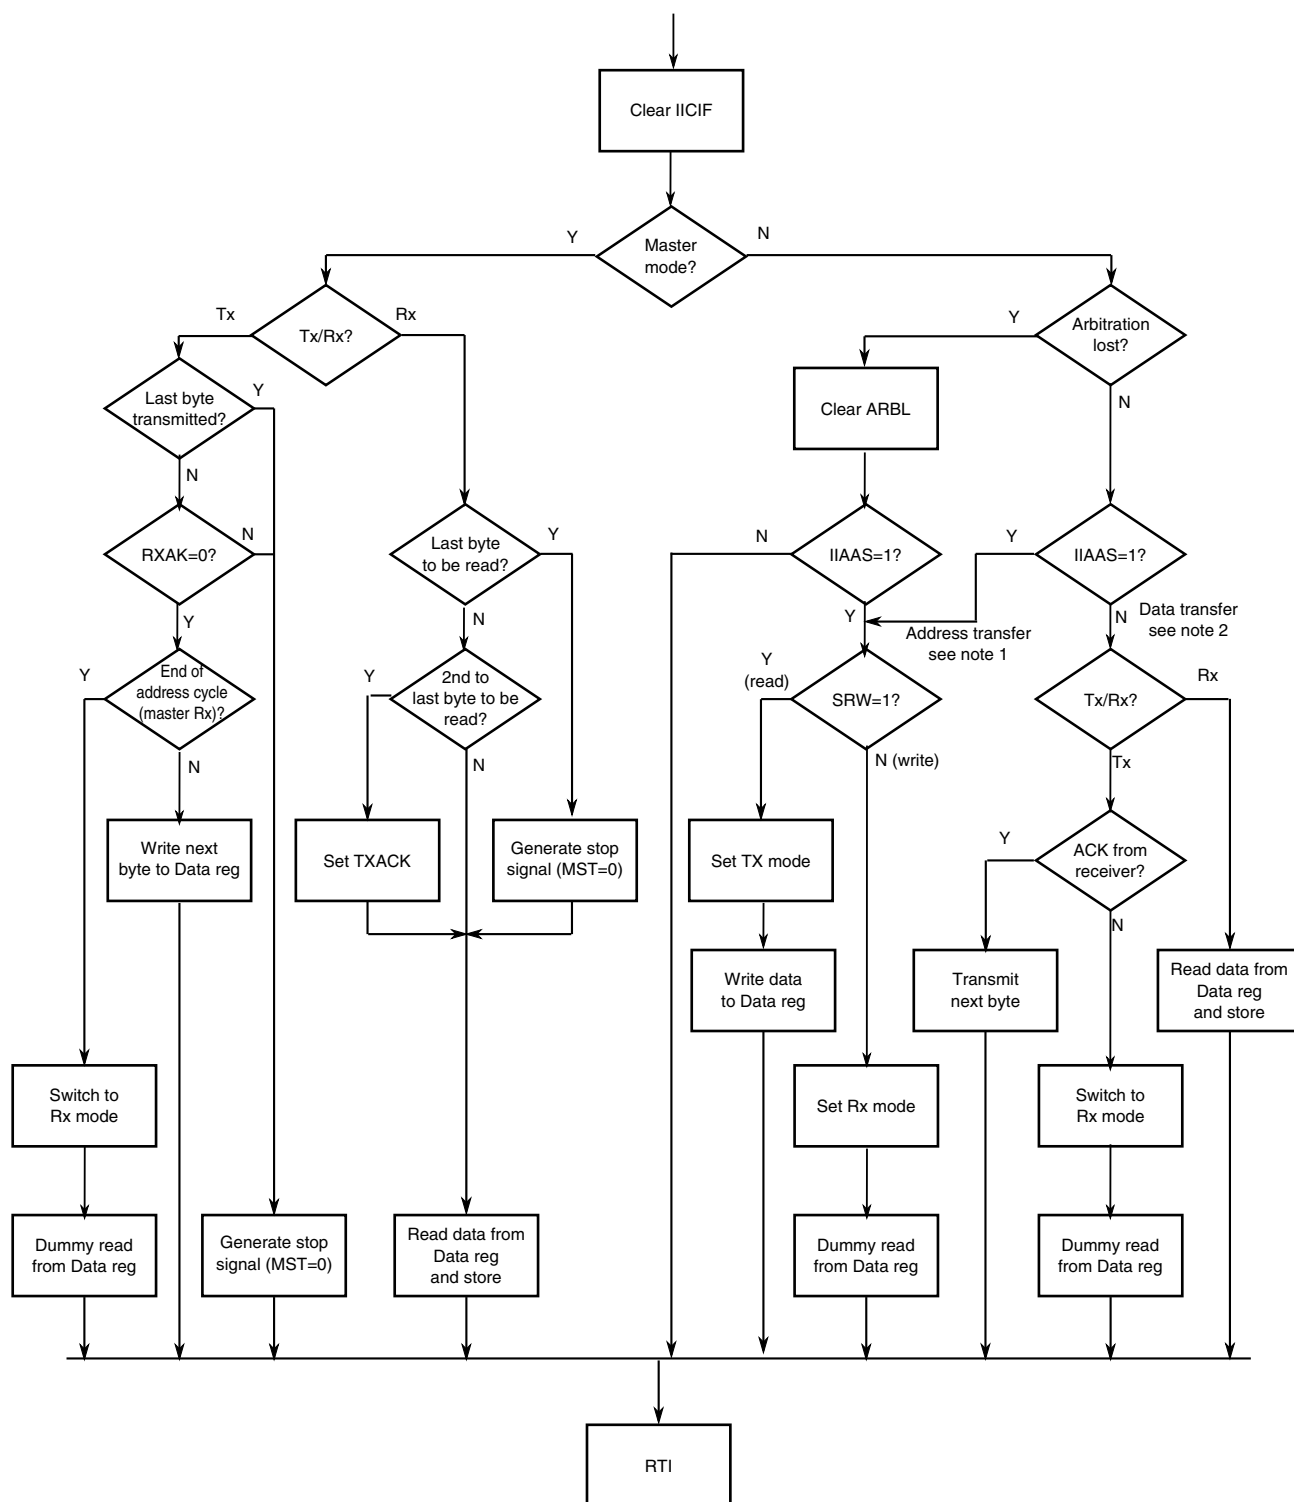 Clear IICIF
Master
mode?
Y
N
Tx/Rx?
Tx
Rx
Arbitration
lost?
Y
N
Last byte
transmitted?
Y
N
Clear ARBL
RXAK=0?
N
Y
Last byte
to be read?
Y
N
IIAAS=1?
N
Y
IIAAS=1?
Y
N
Address transfer
see note 1
Data transfer
see note 2
End of
address cycle
(master Rx)?
Y
N
2nd to
last byte to be
read?
Y
N
SRW=1?
Y
(read)
N (write)
Tx/Rx?
Rx
Tx
Write next
byte to Data reg
Set TXACK
Generate stop
signal (MST=0)
Set TX mode
ACK from
receiver?
Y
N
Write data
to Data reg
Transmit
next byte
Read data from
Data reg
and store
Switch to
Rx mode
Set Rx mode
Switch to
Rx mode
Dummy read
from Data reg
Generate stop
signal (MST=0)
Read data from
Data reg
and store
Dummy read
from Data reg
Dummy read
from Data reg
RTI